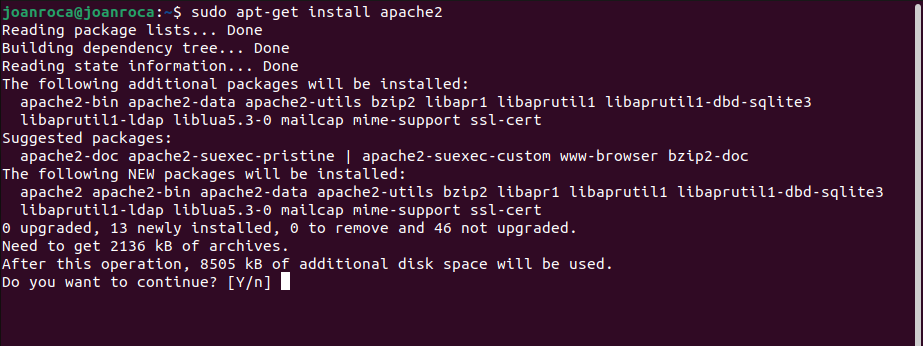 joanroca@joanroca:~$ sudo apt-get install apache2
Reading package lists... Done
Building dependency tree... Done
Reading state information... Done
The following additional packages will be installed:
  apache2-bin apache2-data apache2-utils bzip2 libapr1 libaprutil1 libaprutil1-dbd-sqlite3
  libaprutil1-ldap liblua5.3-0 mailcap mime-support ssl-cert
Suggested packages:
  apache2-doc apache2-suexec-pristine | apache2-suexec-custom www-browser bzip2-doc
The following NEW packages will be installed:
  apache2 apache2-bin apache2-data apache2-utils bzip2 libapr1 libaprutil1 libaprutil1-dbd-sqlite3
  libaprutil1-ldap liblua5.3-0 mailcap mime-support ssl-cert
0 upgraded, 13 newly installed, 0 to remove and 46 not upgraded.
Need to get 2136 kB of archives.
After this operation, 8505 kB of additional disk space will be used.
Do you want to continue? [Y/n]